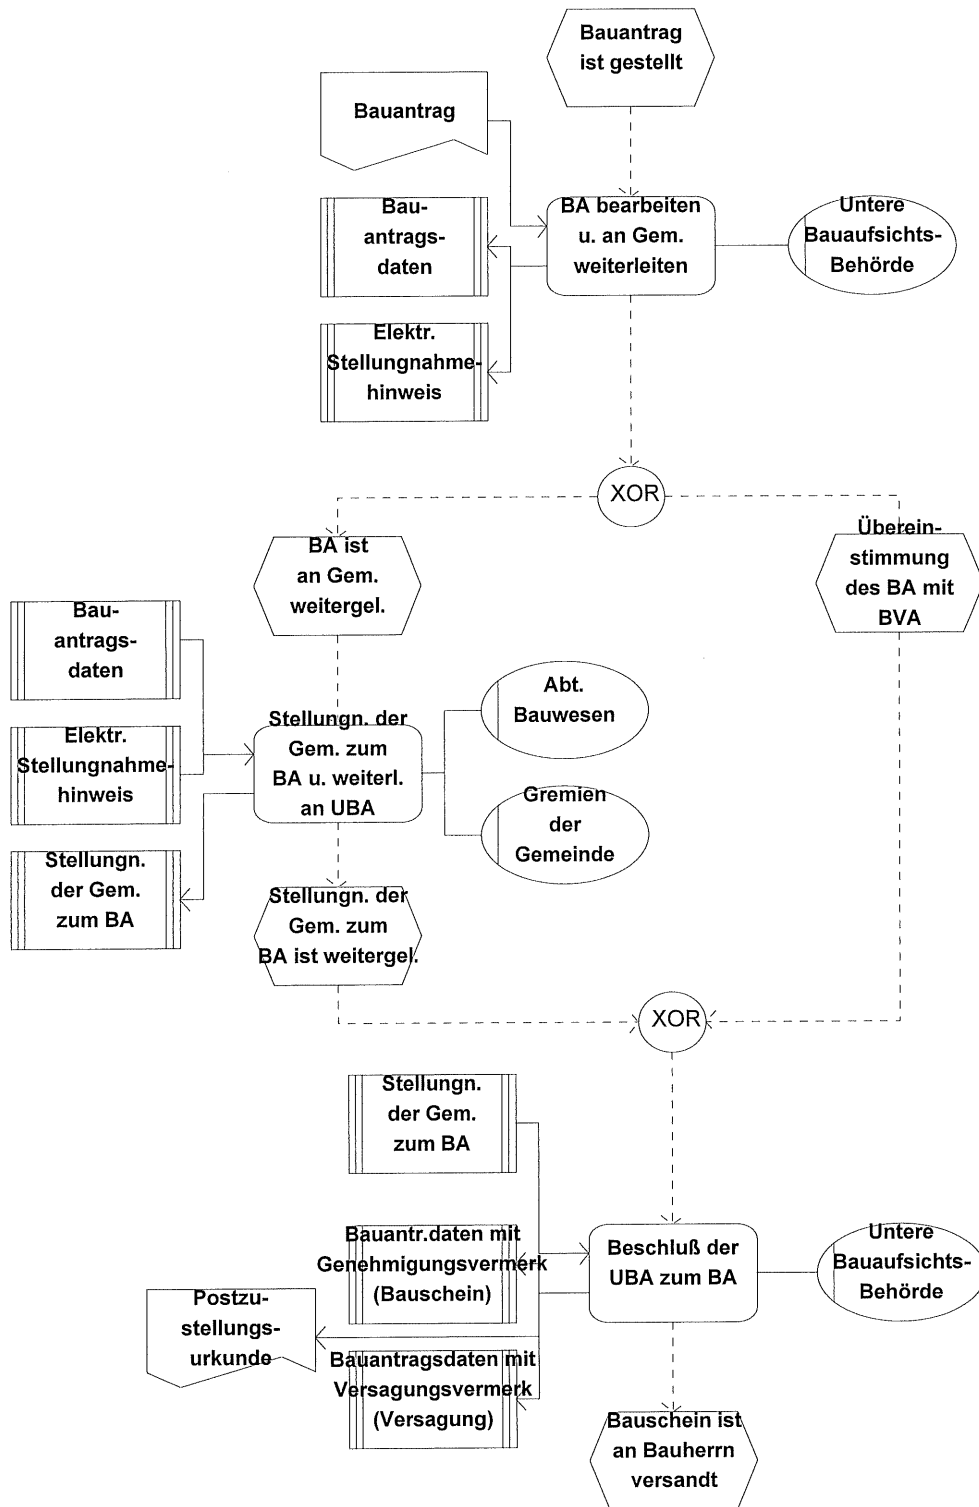 Bauantrag
ist gestellt
Bauantrag
Bau-
antrags-
daten
BA bearbeiten
u. an Gem.
weiterleiten
Untere
Bauaufsichts-
Behörde
Elektr.
Stellungnahme-
hinweis
XOR
BA ist
an Gem.
weitergel.
Überein-
stimmung
des BA mit
BVA
Bau-
antrags-
daten
Elektr.
Stellungnahme-
hinweis
Stellungn. der
Gem. zum
BA u. weiterl.
an UBA
Abt.
Bauwesen
Gremien
der
Gemeinde
Stellungn.
der Gem.
zum BA
Stellungn. der
Gem. zum
BA ist weitergel.
XOR
Stellungn.
der Gem.
zum BA
Bauantr.daten mit
Genehmigungsvermerk
(Bauschein)
Beschluß der
UBA zum BA
Untere
Bauaufsichts-
Behörde
Postzu-
stellungs-
urkunde
Bauantragsdaten mit
Versagungsvermerk
(Versagung)
Bauschein ist
an Bauherrn
versandt